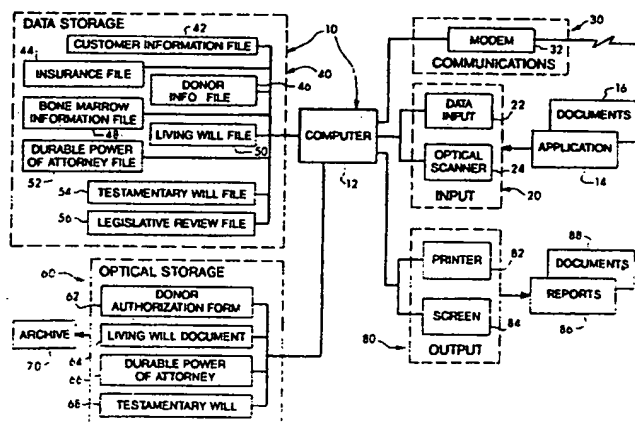 DATA STORAGE
42
CUSTOMER INFORMATION FILE
44
INSURANCE FILE
DONOR
INFO FILE
46
BONE MARROW
INFORMATION FILE
48
LIVING WILL FILE
50
DURABLE POWER
OF ATTORNEY FILE
52
54
TESTAMENTARY WILL FILE
56
LEGISLATIVE REVIEW FILE
10
40
COMPUTER
12
30
MODEM
32
COMMUNICATIONS
DATA
INPUT
22
OPTICAL
SCANNER
24
INPUT
20
16
DOCUMENTS
APPLICATION
14
60
OPTICAL STORAGE
62
DONOR
AUTHORIZATION FORM
ARCHIVE
70
LIVING WILL DOCUMENT
64
66
DURABLE POWER
OF ATTORNEY
68
TESTAMENTARY WILL
PRINTER
82
SCREEN
84
80
OUTPUT
88
DOCUMENTS
REPORTS
86